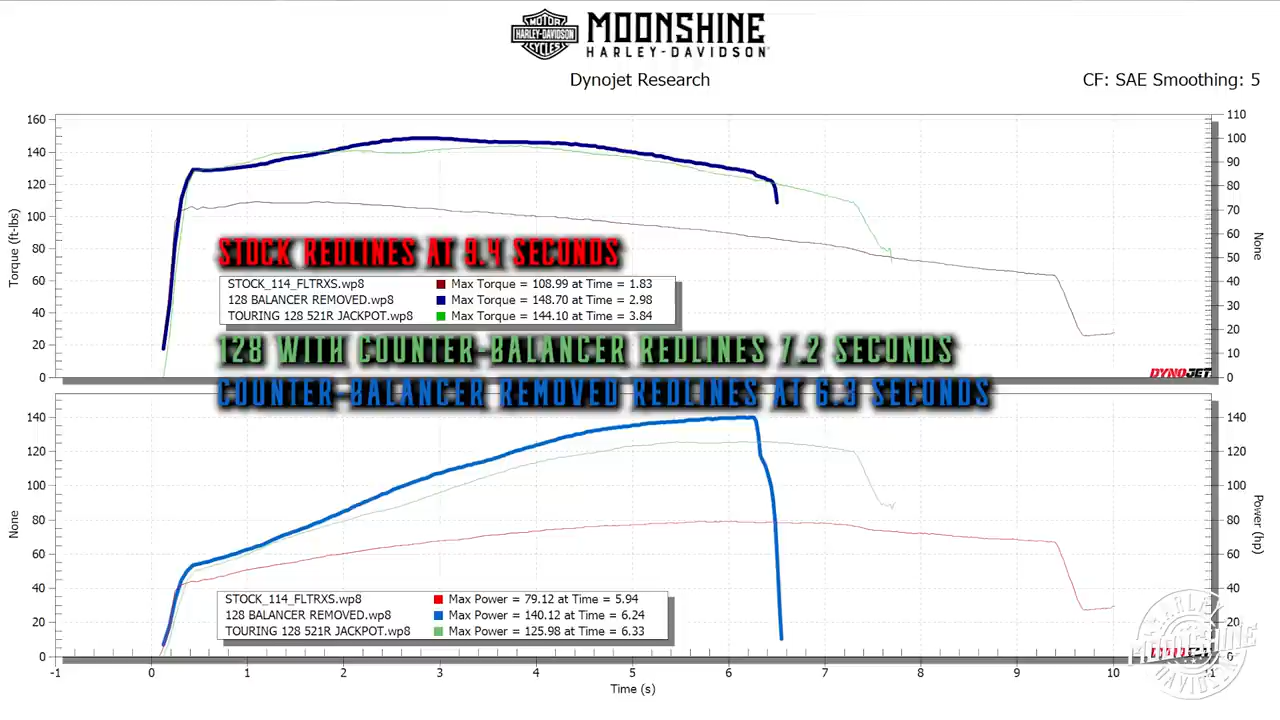 MOTOR
HARLEY-DAVIDSON
CYCLES
MOONSHINE
HARLEY-DAVIDSON
Dynojet Research
CF: SAE Smoothing: 5
160
140
120
100
80
60
40
20
0
Torque (ft-lbs)
110
100
90
80
70
60
50
40
30
20
10
0
None
STOCK REDLINES AT 9.4 SECONDS
STOCK_114_FLTRXS.wp8 Max Torque = 108.99 at Time = 1.83
128 BALANCER REMOVED.wp8 Max Torque = 148.70 at Time = 2.98
TOURING 128 521R JACKPOT.wp8 Max Torque = 144.10 at Time = 3.84
128 WITH COUNTER-BALANCER REDLINES 7.2 SECONDS
DYNOJET
COUNTER-BALANCER REMOVED REDLINES AT 6.3 SECONDS
140
120
100
80
60
40
20
0
None
140
120
100
80
60
40
20
Power (hp)
STOCK_114_FLTRXS.wp8 Max Power = 79.12 at Time = 5.94
128 BALANCER REMOVED.wp8 Max Power = 140.12 at Time = 6.24
TOURING 128 521R JACKPOT.wp8 Max Power = 125.98 at Time = 6.33
HARLEY
MOONSHINE
DAVIDSON
-1 0 1 2 3 4 5 6 7 8 9 10
Time (s)